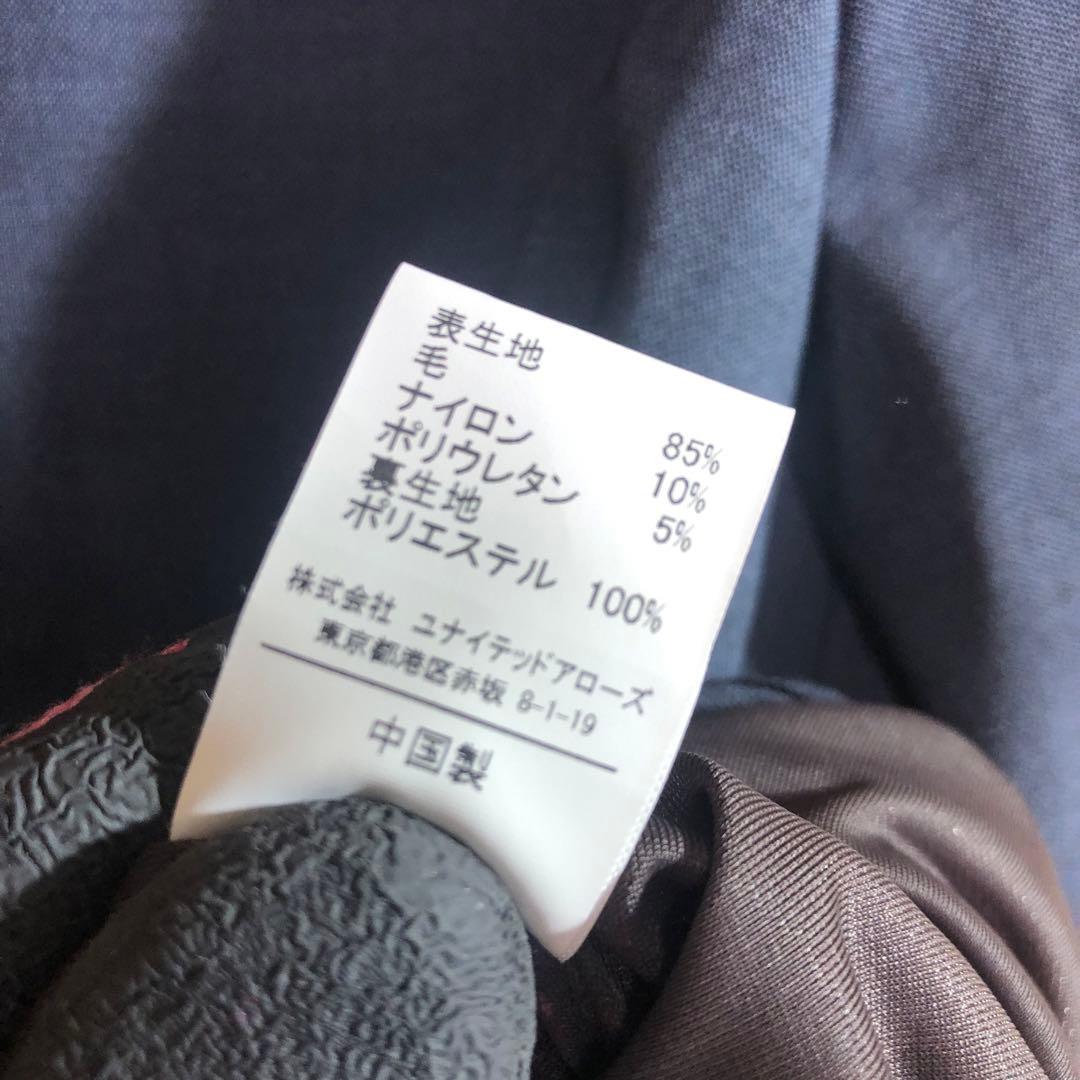 表生地
毛 85%
ナイロン 10%
ポリウレタン 5%
裏生地
ポリエステル 100%
株式会社 ユナイテッドアローズ
東京都港区赤坂 8-1-19
中国製